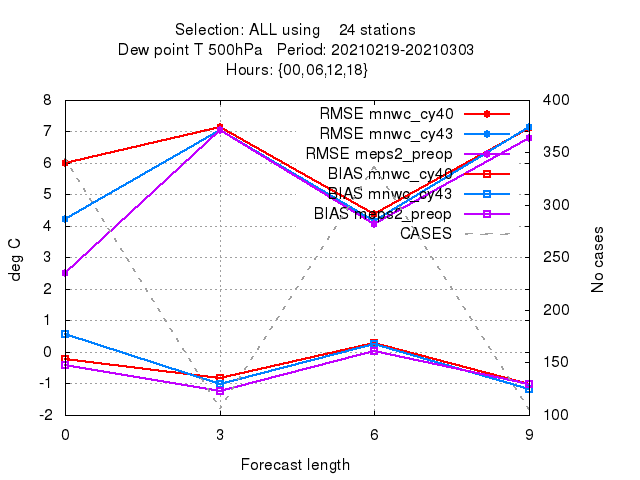 Selection: ALL using 24 stations
Dew point T 500hPa Period: 20210219-20210303
Hours: {00,06,12,18}
8 400
7
6 350
5
4 300
3 250
2
1 200
0 150
-1
-2 100
RMSE mnwc_cy40
RMSE mnwc_cy43
RMSE meps2_preop
BIAS mnwc_cy40
BIAS mnwc_cy43
BIAS meps2_preop
CASES
deg C
No cases
0 3 6 9
Forecast length